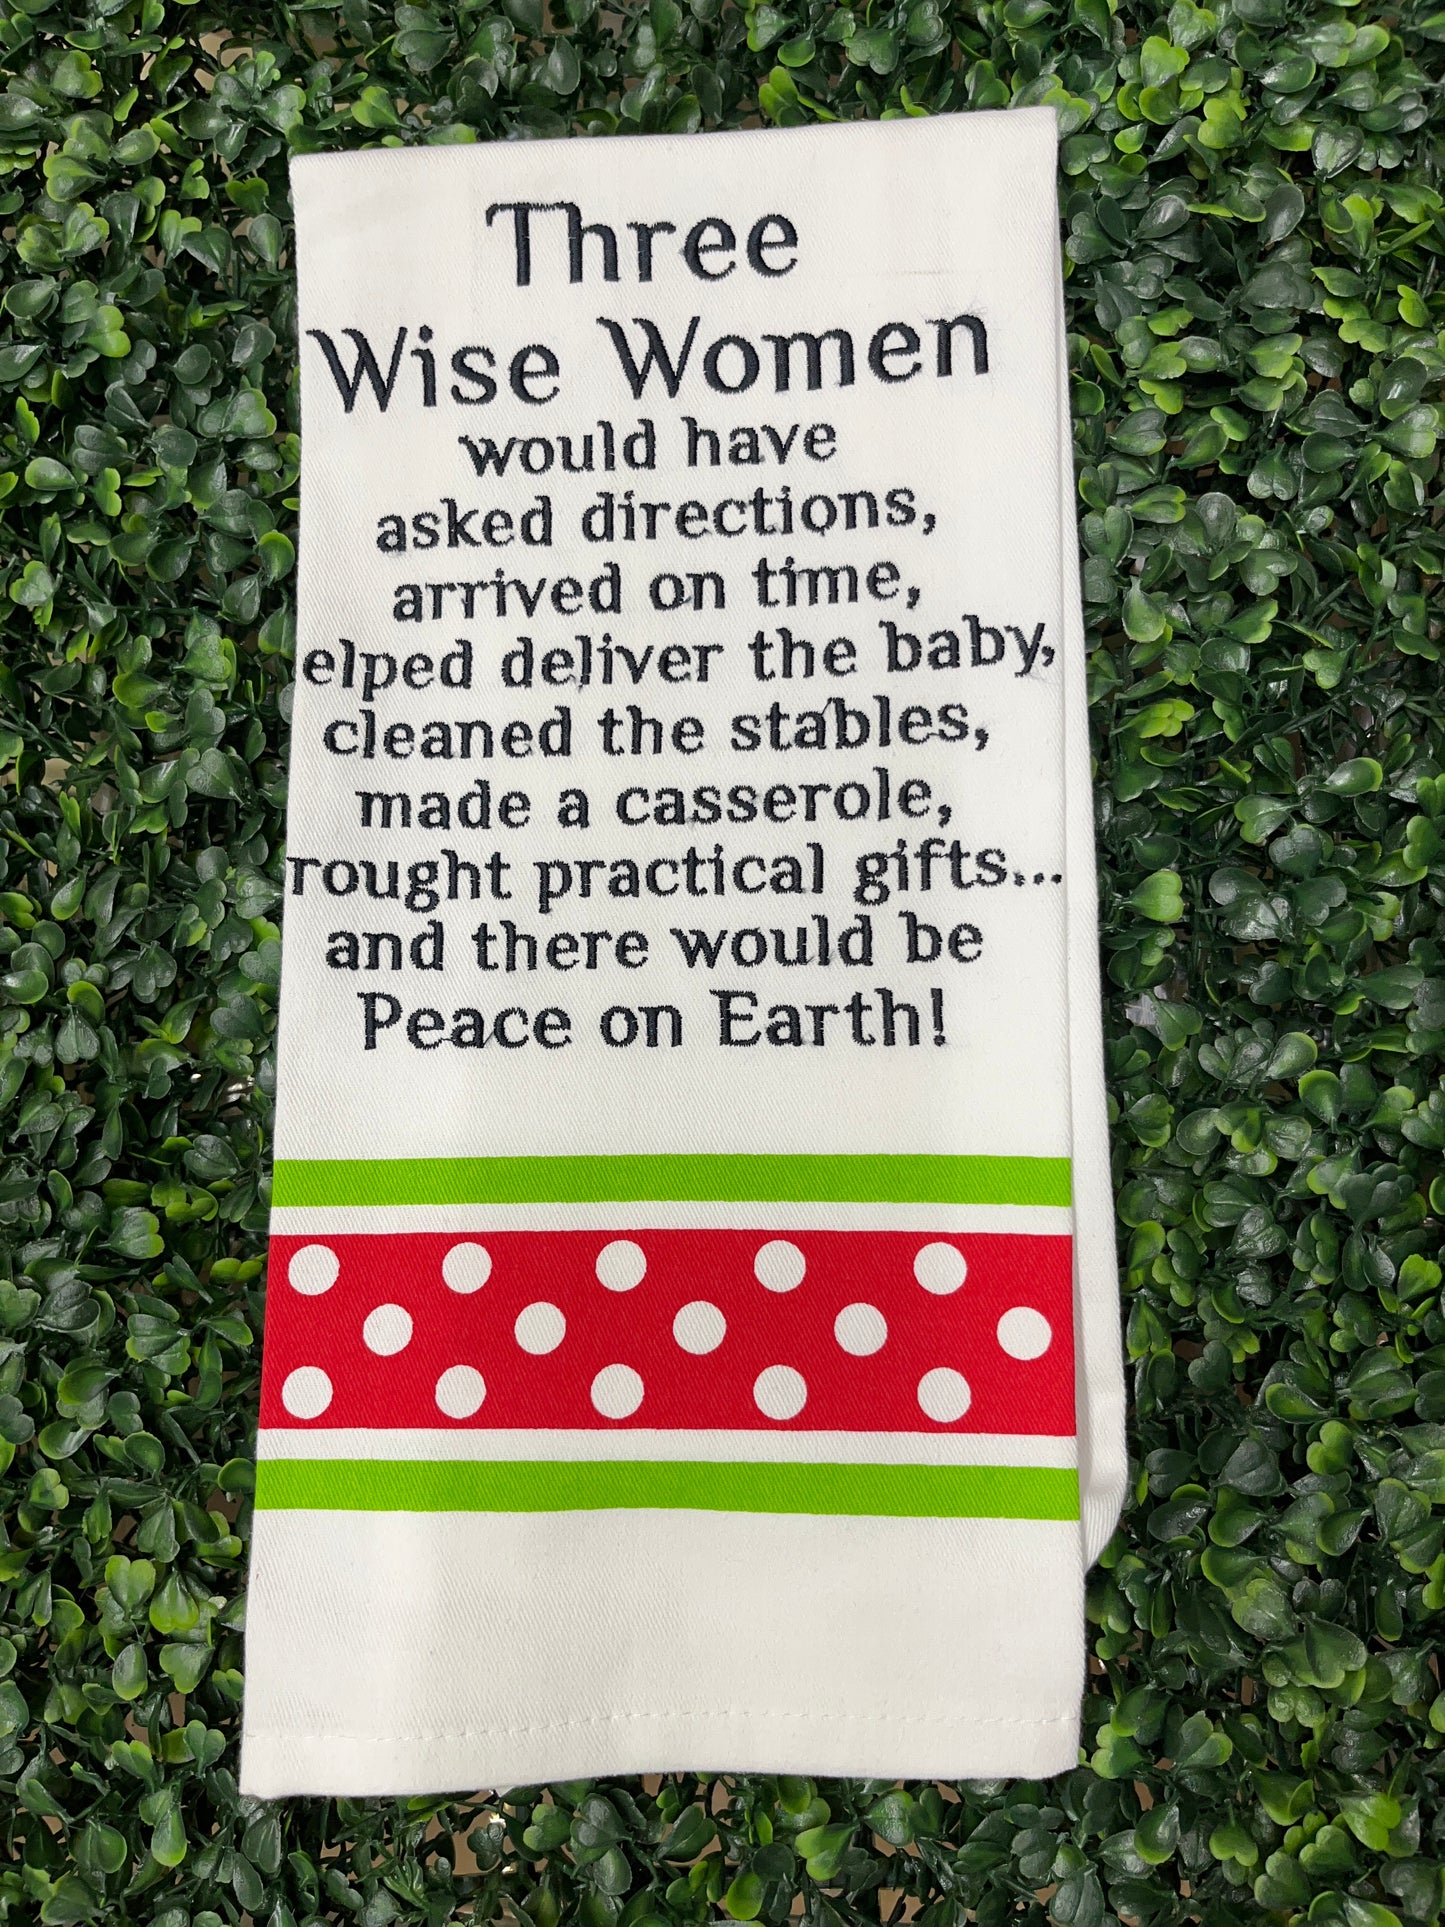 Three
Wise Women
would have
asked directions,
arrived on time,
elped deliver the baby,
cleaned the stables,
made a casserole,
rought practical gifts...
and there would be
Peace on Earth!